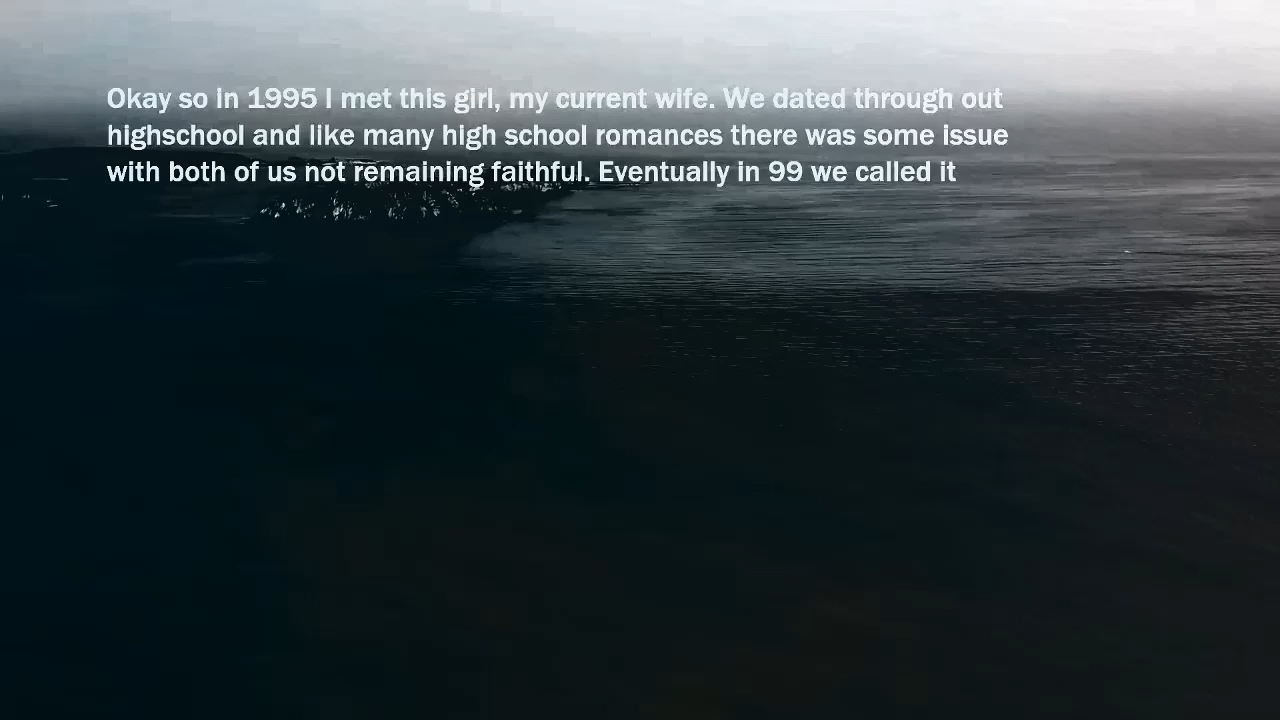 Okay so in 1995 I met this girl, my current wife. We dated through out
highschool and like many high school romances there was some issue
with both of us not remaining faithful. Eventually in 99 we called it